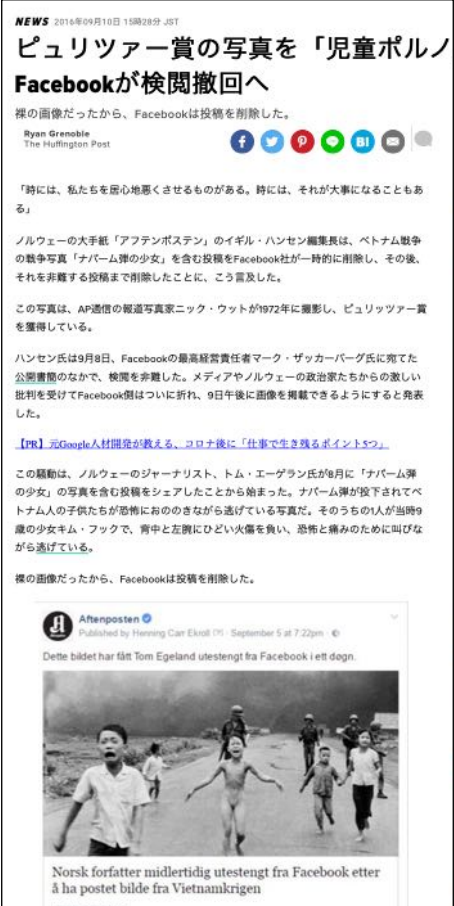 NEWS 2016年09月10日 15時28分 JST
ピュリツァー賞の写真を「児童ポルノ
Facebookが検閲撤回へ
裸の画像だったから、Facebookは投稿を削除した。
Ryan Grenoble
The Huffington Post
B!
「時には、私たちを居心地悪くさせるものがある。時には、それが大事になることもあ
る」
ノルウェーの大手紙「アフテンポステン」のイギル・ハンセン編集長は、ベトナム戦争
の戦争写真「ナパーム弾の少女」を含む投稿をFacebook社が一時的に削除し、その後、
それを非難する投稿まで削除したことに、こう言及した。
この写真は、AP通信の報道写真家ニック・ウットが1972年に撮影し、ピュリッツァー賞
を獲得している。
ハンセン氏は9月8日、Facebookの最高経営責任者マーク・ザッカーバーグ氏に宛てた
公開書簡のなかで、検閲を非難した。メディアやノルウェーの政治家たちからの激しい
批判を受けてFacebook側はついに折れ、9日午後に画像を掲載できるようにすると発表
した。
【PR】元Google人材開発が教える、コロナ後に「仕事で生き残るポイント5つ」
この騒動は、ノルウェーのジャーナリスト、トム・エーゲラン氏が8月に「ナパーム弾
の少女」の写真を含む投稿をシェアしたことから始まった。ナパーム弾が投下されてベ
トナム人の子供たちが恐怖におののきながら逃げている写真だ。そのうちの1人が当時9
歳の少女キム・フックで、背中と左腕にひどい火傷を負い、恐怖と痛みのために叫びな
がら逃げている。
裸の画像だったから、Facebookは投稿を削除した。
Aftenposten
Published by Henning Carr Ekroll [?] · September 5 at 7:22pm
Dette bildet har fått Tom Egeland utestengt fra Facebook i ett døgn.
Norsk forfatter midlertidig utestengt fra Facebook etter
å ha postet bilde fra Vietnamkrigen